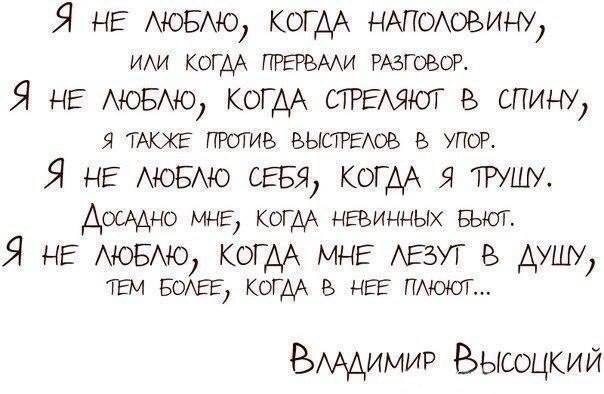 Я не люблю, когда наполовину,
или когда прервали разговор.
Я не люблю, когда стреляют в спину,
я также против выстрелов в упор.
Я не люблю себя, когда я трушу.
Досадно мне, когда невинных бьют.
Я не люблю, когда мне лезут в душу,
тем более, когда в нее плюют...
Владимир Высоцкий